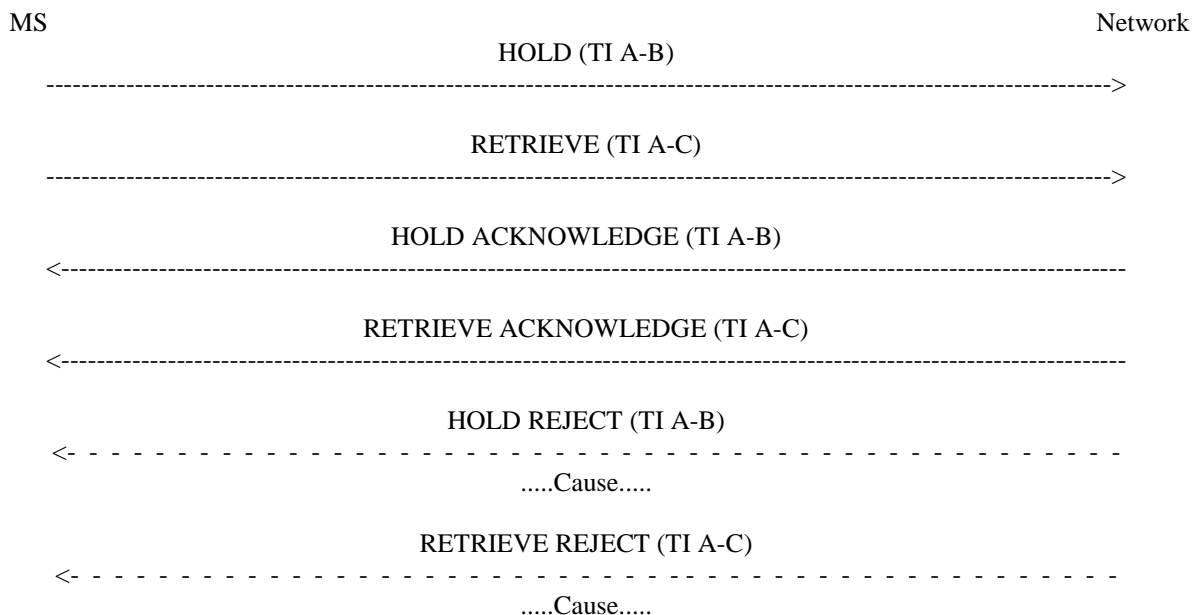 MS Network
HOLD (TI A-B)
------------------------------------------------------------------------------------------------------------------------>
RETRIEVE (TI A-C)
------------------------------------------------------------------------------------------------------------------------>
HOLD ACKNOWLEDGE (TI A-B)
<------------------------------------------------------------------------------------------------------------------------
RETRIEVE ACKNOWLEDGE (TI A-C)
<------------------------------------------------------------------------------------------------------------------------
HOLD REJECT (TI A-B)
<- - - - - - - - - - - - - - - - - - - - - - - - - - - - - - - - - - - - - - - - - - - - - - - -
.....Cause.....
RETRIEVE REJECT (TI A-C)
<- - - - - - - - - - - - - - - - - - - - - - - - - - - - - - - - - - - - - - - - - - - - - - - -
.....Cause.....